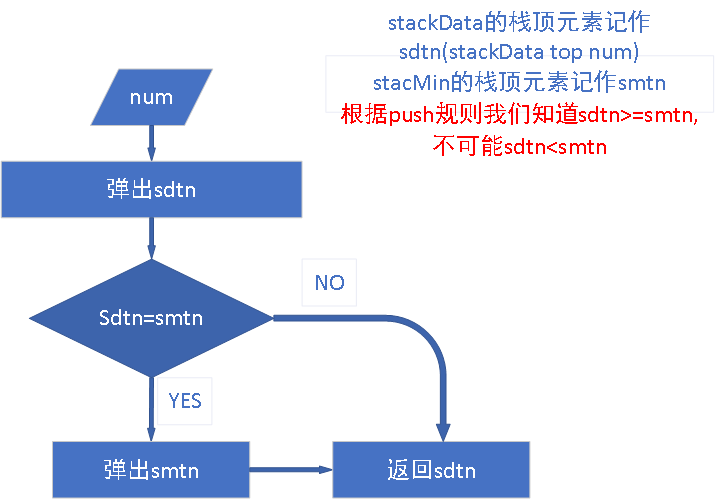 stackData的栈顶元素记作
sdtn(stackData top num)
stacMin的栈顶元素记作smtn
根据push规则我们知道sdtn>=smtn,
不可能sdtn<smtn
num
弹出sdtn
Sdtn=smtn
NO
YES
弹出smtn
返回sdtn